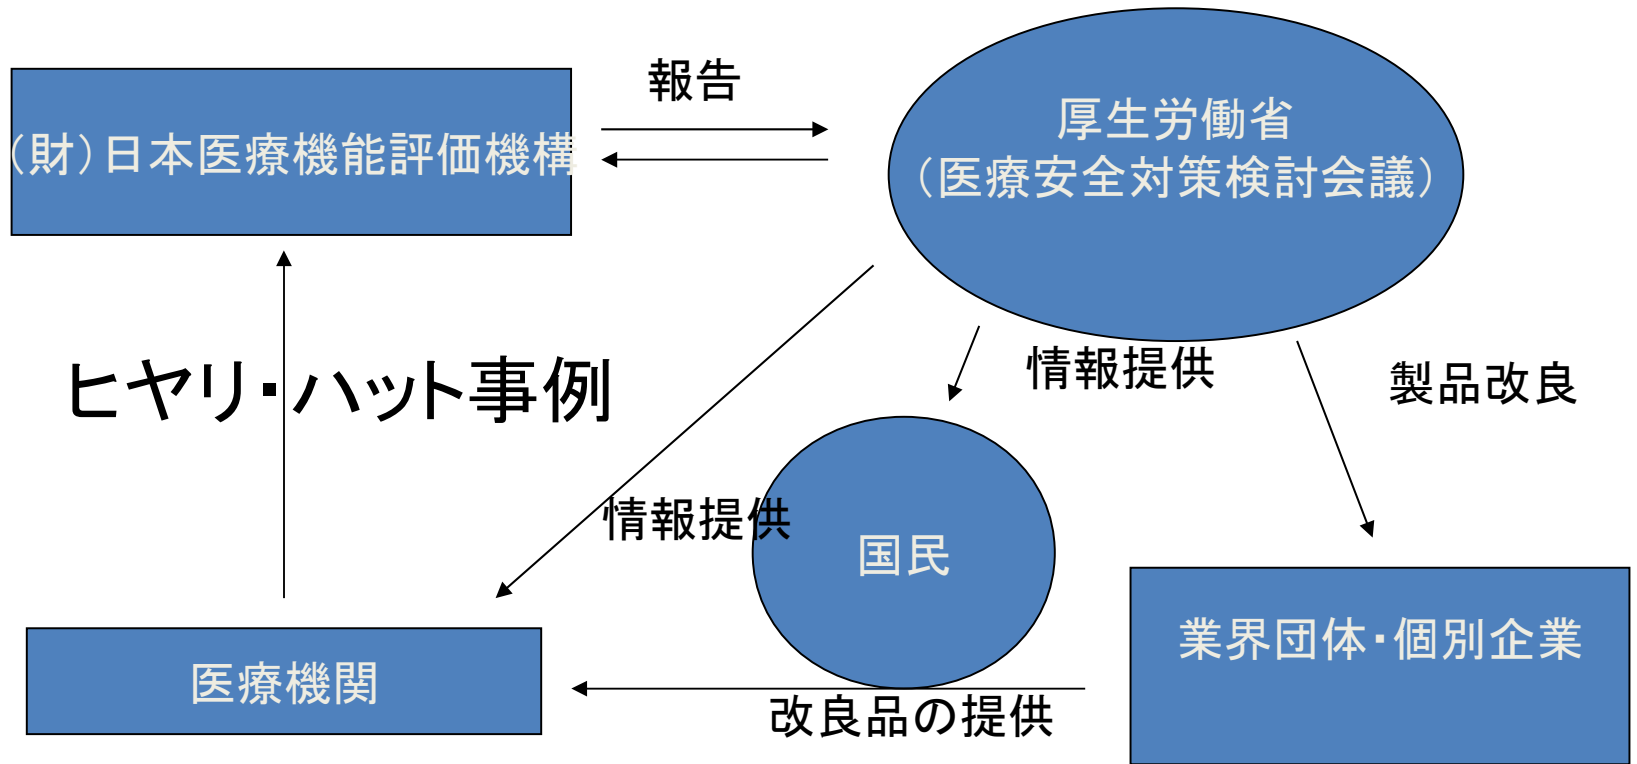 報告
(財)日本医療機能評価機構
厚生労働省
(医療安全対策検討会議)
ヒヤリ・ハット事例
情報提供
製品改良
情報提供
国民
業界団体・個別企業
医療機関
改良品の提供